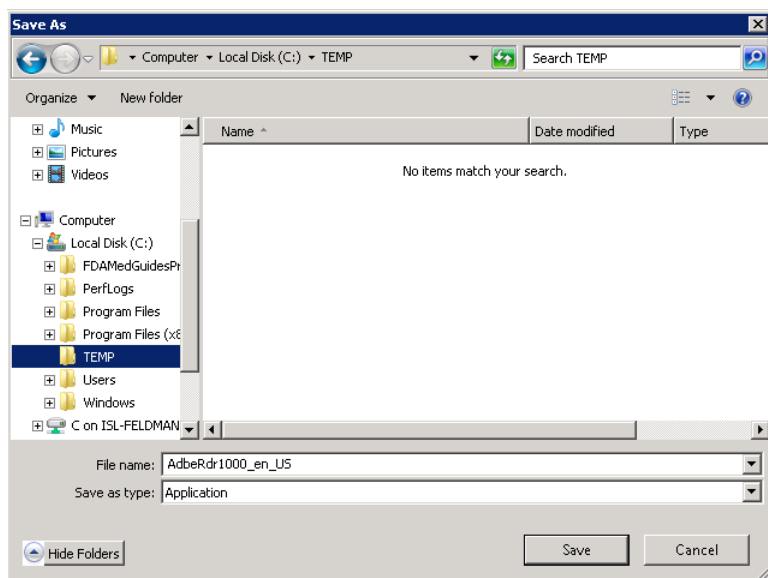 Save As
Computer Local Disk (C:) TEMP Search TEMP
Organize New folder
Name Date modified Type
No items match your search.
Music
Pictures
Videos
Computer
Local Disk (C:)
FDAMedGuidesPr
PerfLogs
Program Files
Program Files (x8
TEMP
Users
Windows
C on ISL-FELDMAN
File name: AdbeRdr1000_en_US
Save as type: Application
Hide Folders Save Cancel